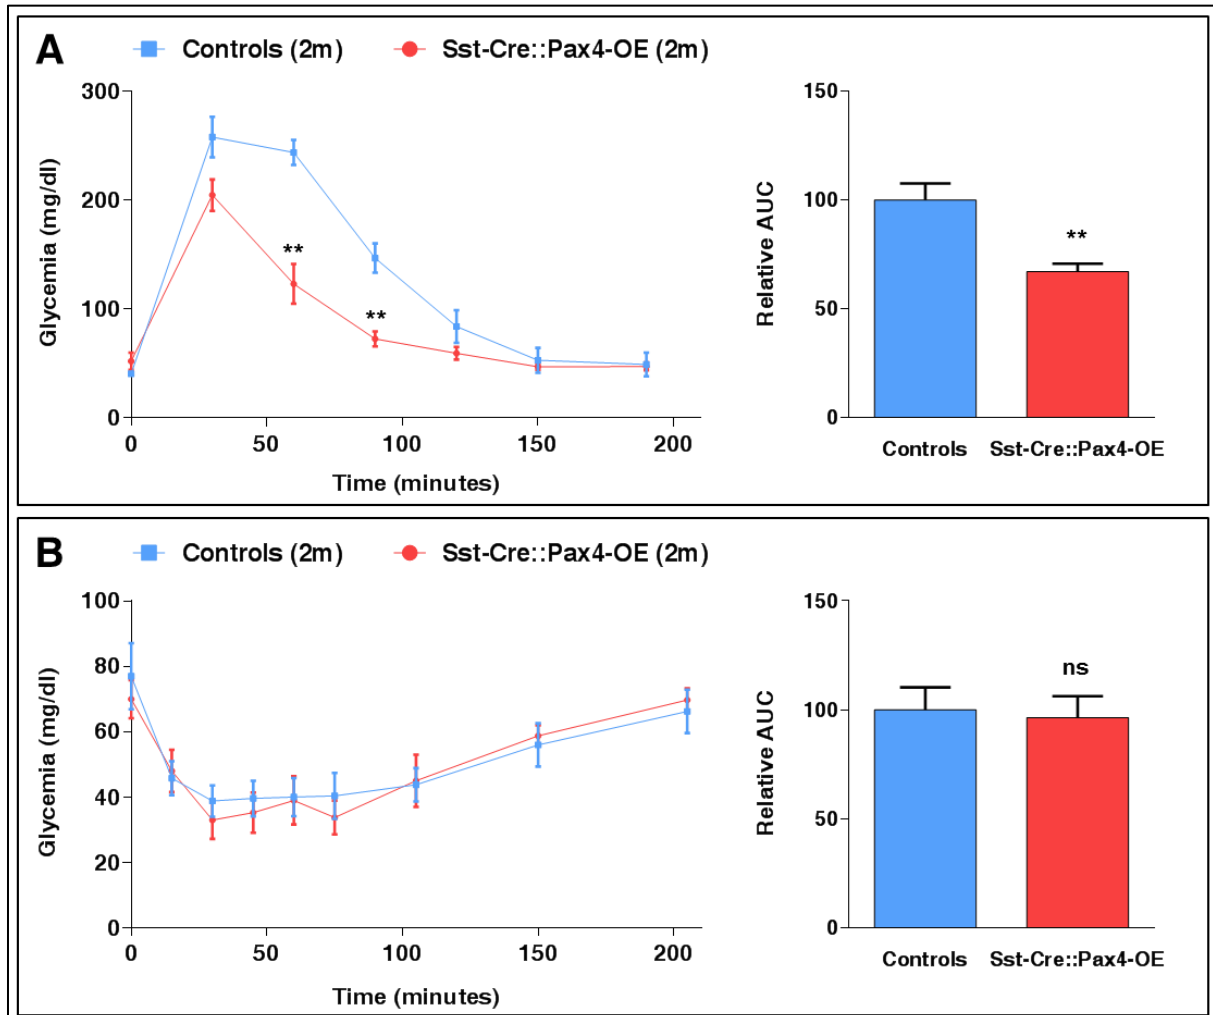 A
Controls (2m) Sst-Cre::Pax4-OE (2m)
300
200
100
0
Glycemia (mg/dl)
**
**
0 50 100 150 200
Time (minutes)
150
100
50
0
Relative AUC
**
Controls Sst-Cre::Pax4-OE
B
Controls (2m) Sst-Cre::Pax4-OE (2m)
100
80
60
40
20
0
Glycemia (mg/dl)
0 50 100 150 200
Time (minutes)
150
100
50
0
Relative AUC
ns
Controls Sst-Cre::Pax4-OE